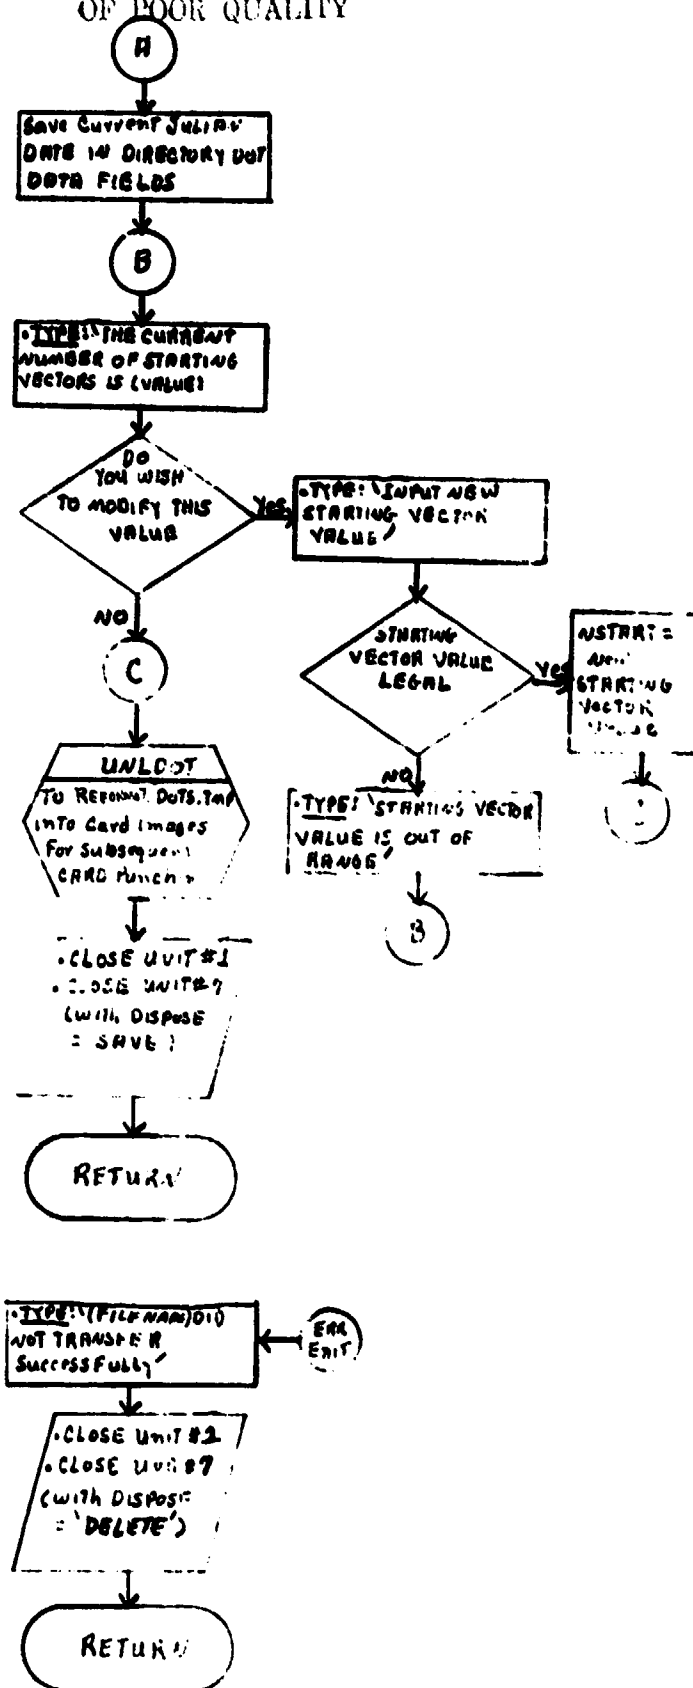 OF POOR QUALITY
A
Save Current JULIAN
DATE IN DIRECTORY DOT
DATA FIELDS
B
.TYPE: 'THE CURRENT
NUMBER OF STARTING
VECTORS IS (VALUE)
DO
YOU WISH
TO MODIFY THIS
VALUE
Yes
.TYPE: 'INPUT NEW
STARTING VECTOR
VALUE'
NO
C
STARTING
VECTOR VALUE
LEGAL
Yes
NSTART =
New
STARTING
VECTOR
VALUE
NO
.TYPE: 'STARTING VECTOR
VALUE IS OUT OF
RANGE'
B
UNLDOT
TO REFORMAT DOTS.TMP
INTO Card Images
For Subsequent
CARD Punch
.CLOSE UNIT #1
.CLOSE UNIT #7
(with DISPOSE
= SAVE)
RETURN
.TYPE: '(FILENAM) DID
NOT TRANSFER
Successfully'
ERR
EXIT
.CLOSE Unit #1
.CLOSE Unit #7
(with DISPOSE
= 'DELETE')
RETURN